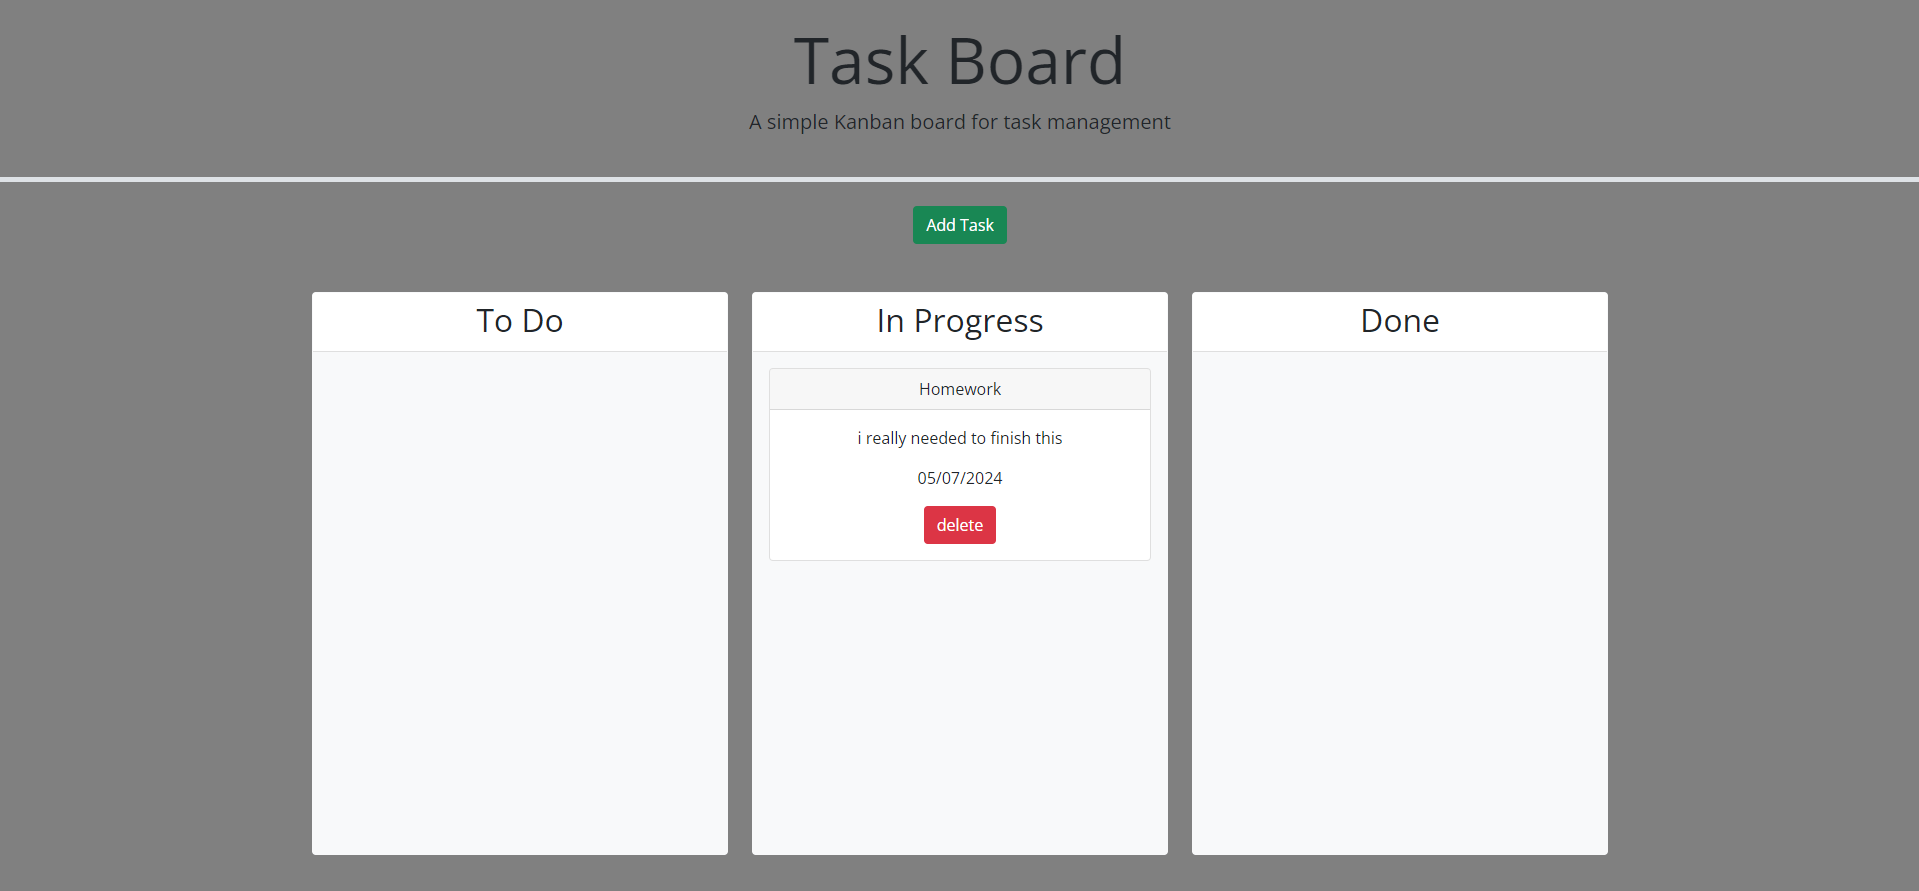 Task Board
A simple Kanban board for task management
Add Task
To Do
In Progress
Homework
i really needed to finish this
05/07/2024
delete
Done